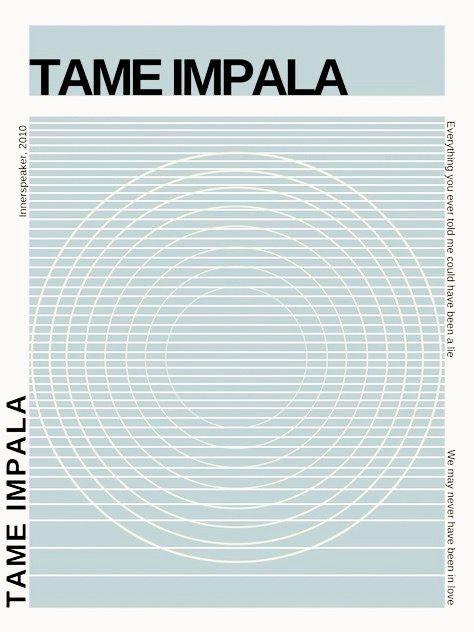 TAME IMPALA
Innerspeaker, 2010
Everything you ever told me could have been a lie
TAME IMPALA
We may never have been in love